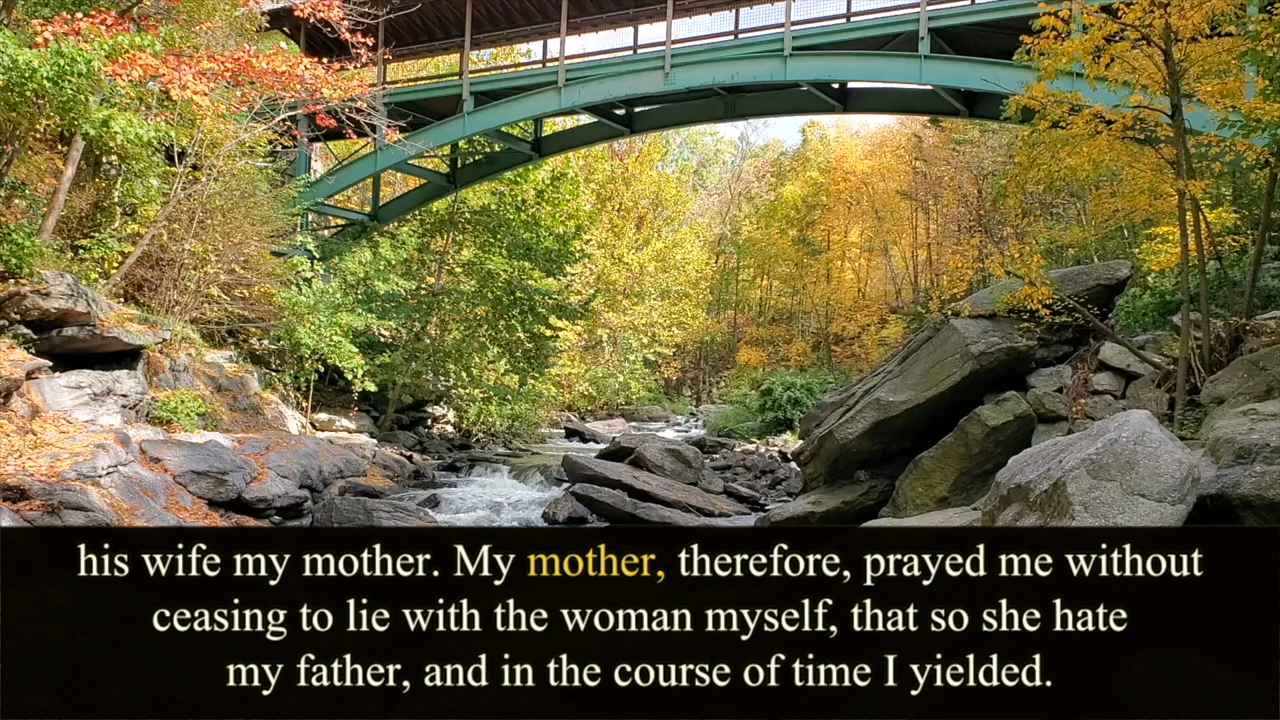 his wife my mother. My mother, therefore, prayed me without
ceasing to lie with the woman myself, that so she hate
my father, and in the course of time I yielded.